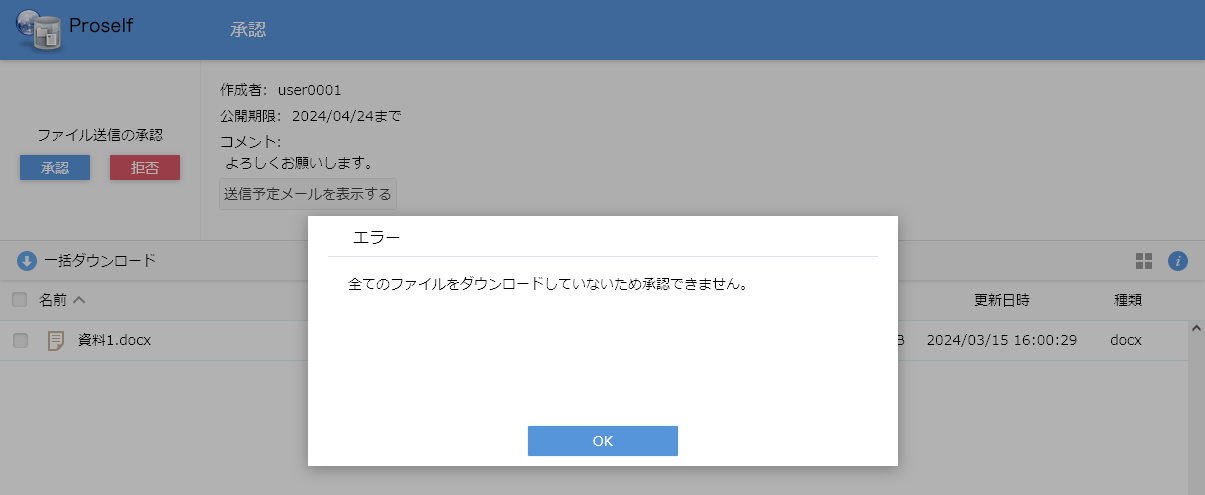 Proself
承認
作成者: user0001
公開期限: 2024/04/24まで
ファイル送信の承認
コメント:
よろしくお願いします。
承認 拒否
送信予定メールを表示する
エラー
一括ダウンロード
全てのファイルをダウンロードしていないため承認できません。
名前 更新日時 種類
資料1.docx B 2024/03/15 16:00:29 docx
OK